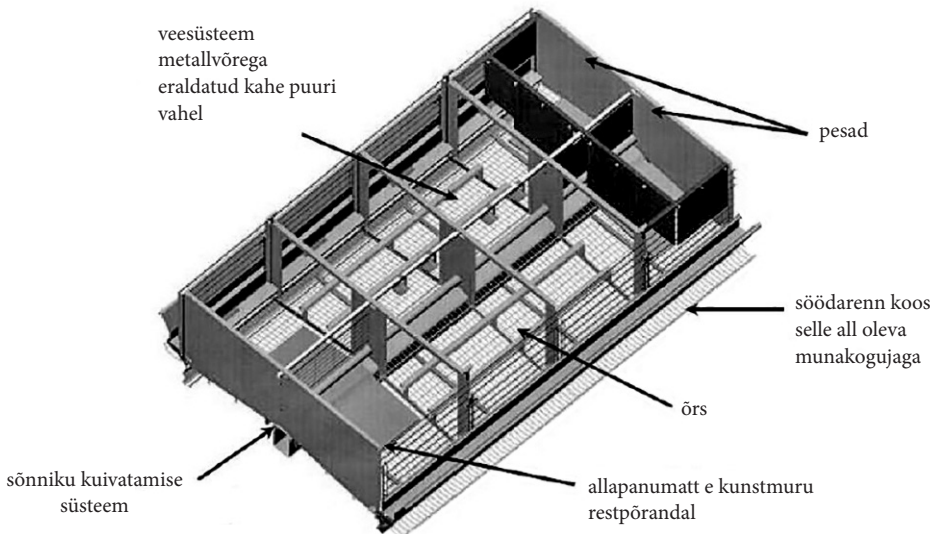 veesüsteem
metallvõrega
eraldatud kahe puuri
vahel
pesad
söödarenn koos
selle all oleva
munakogujaga
õrs
sõnniku kuivatamise
süsteem
allapanumatt e kunstmuru
restpõrandal